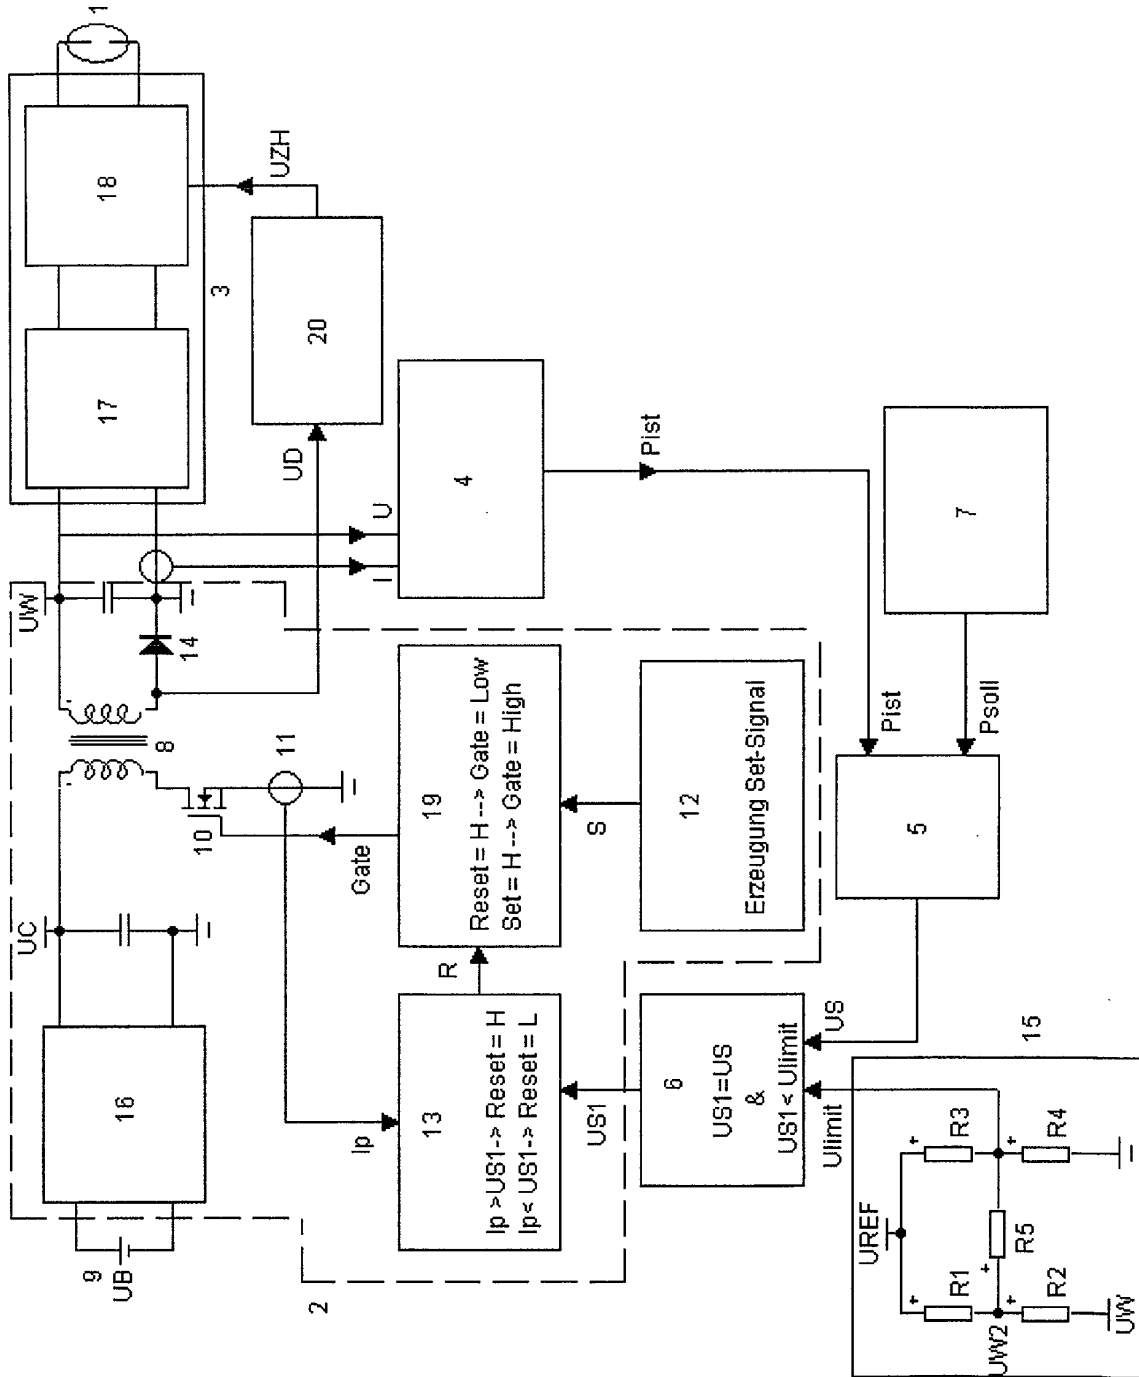 9
UB
16
UC
8
UW
14
10
11
17
18
1
3
UZH
20
UD
U
I
4
Pist
7
Psoll
Pist
5
US
Gate
Ip
13
Ip >US1-> Reset = H
Ip< US1-> Reset = L
R
19
Reset = H --> Gate = Low
Set = H --> Gate = High
S
12
Erzeugung Set-Signal
2
US1
6
US1=US
&
US1< Ulimit
Ulimit
15
UREF
+
R1
+
R3
UW2
+
R5
+
R2
+
R4
UW